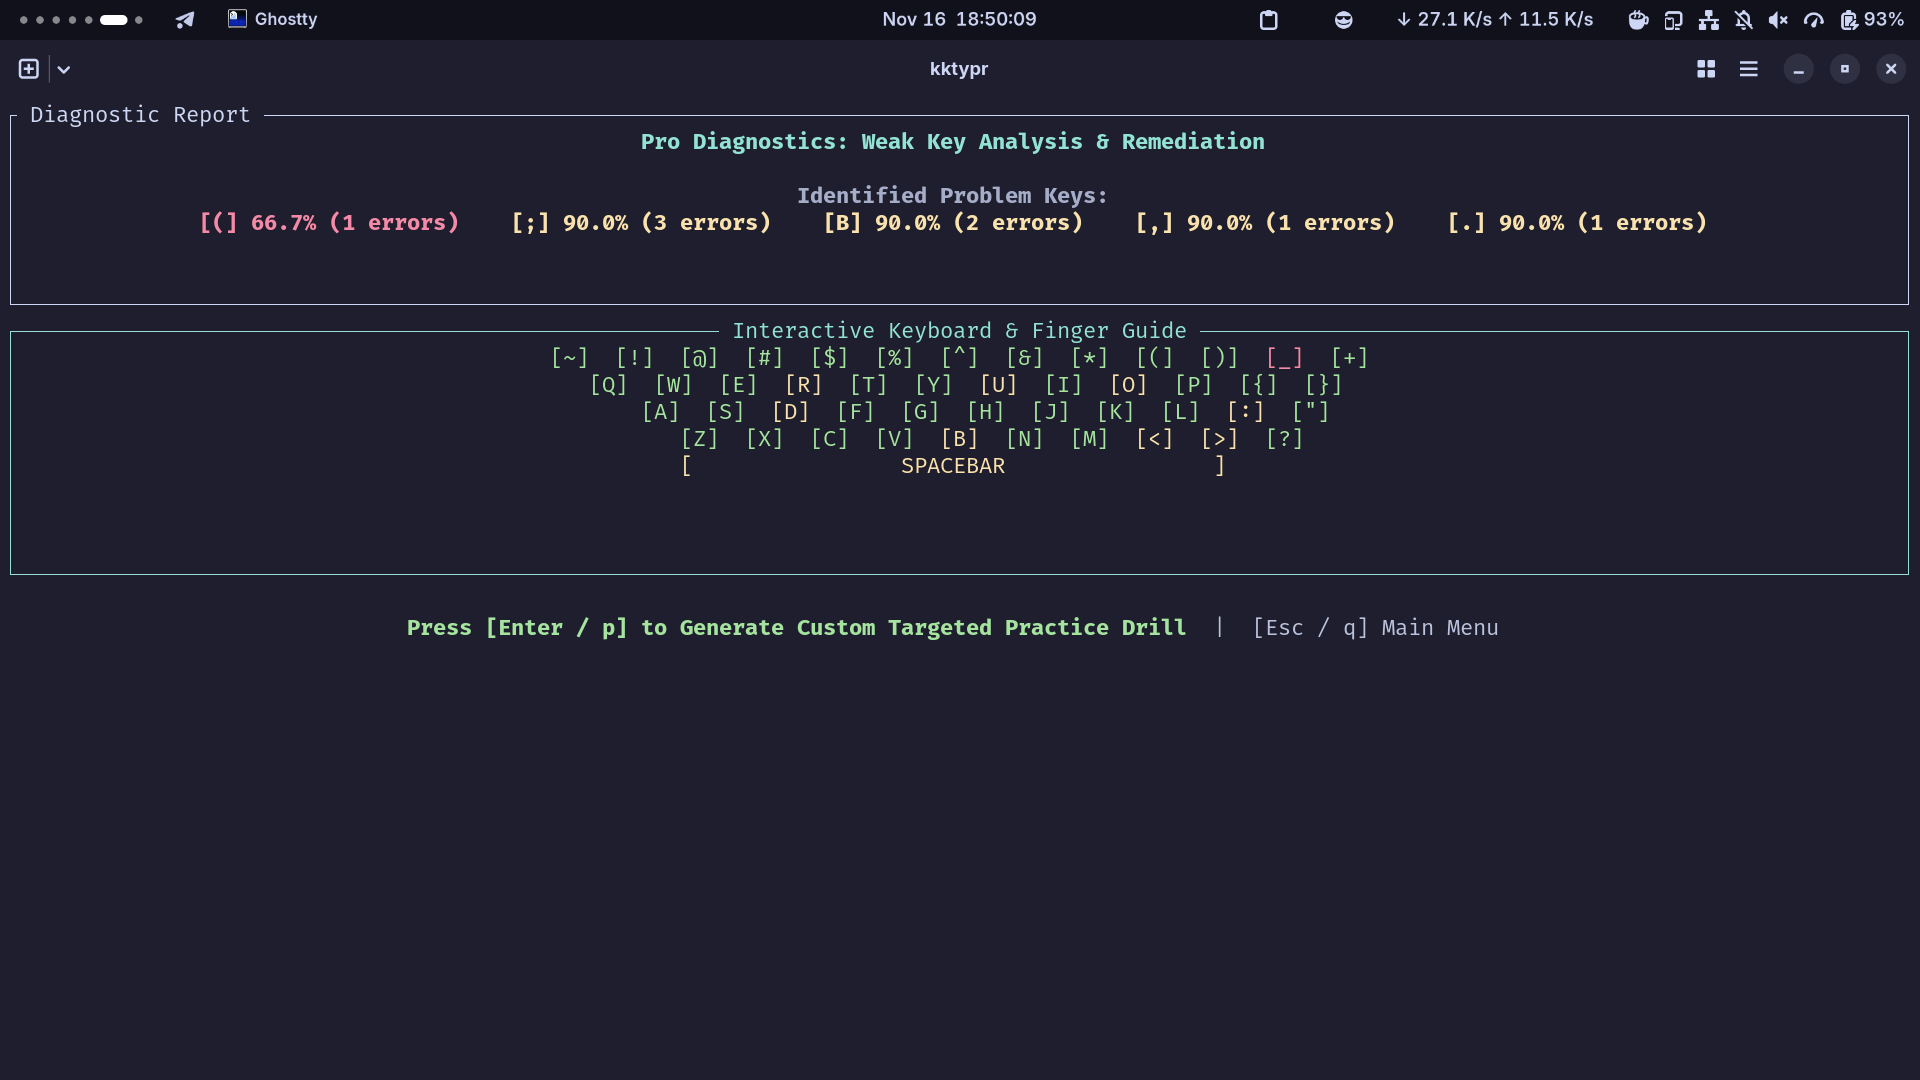 Ghostty Nov 16 18:50:09 ↓ 27.1 K/s ↑ 11.5 K/s 93%
kktypr
Diagnostic Report
Pro Diagnostics: Weak Key Analysis & Remediation
Identified Problem Keys:
[(] 66.7% (1 errors) [;] 90.0% (3 errors) [B] 90.0% (2 errors) [,] 90.0% (1 errors) [.] 90.0% (1 errors)
Interactive Keyboard & Finger Guide
[~] [!] [@] [#] [$] [%] [^] [&] [*] [(] [)] [_] [+]
[Q] [W] [E] [R] [T] [Y] [U] [I] [O] [P] [{] [}]
[A] [S] [D] [F] [G] [H] [J] [K] [L] [:] ["]
[Z] [X] [C] [V] [B] [N] [M] [<] [>] [?]
[ SPACEBAR ]
Press [Enter / p] to Generate Custom Targeted Practice Drill | [Esc / q] Main Menu